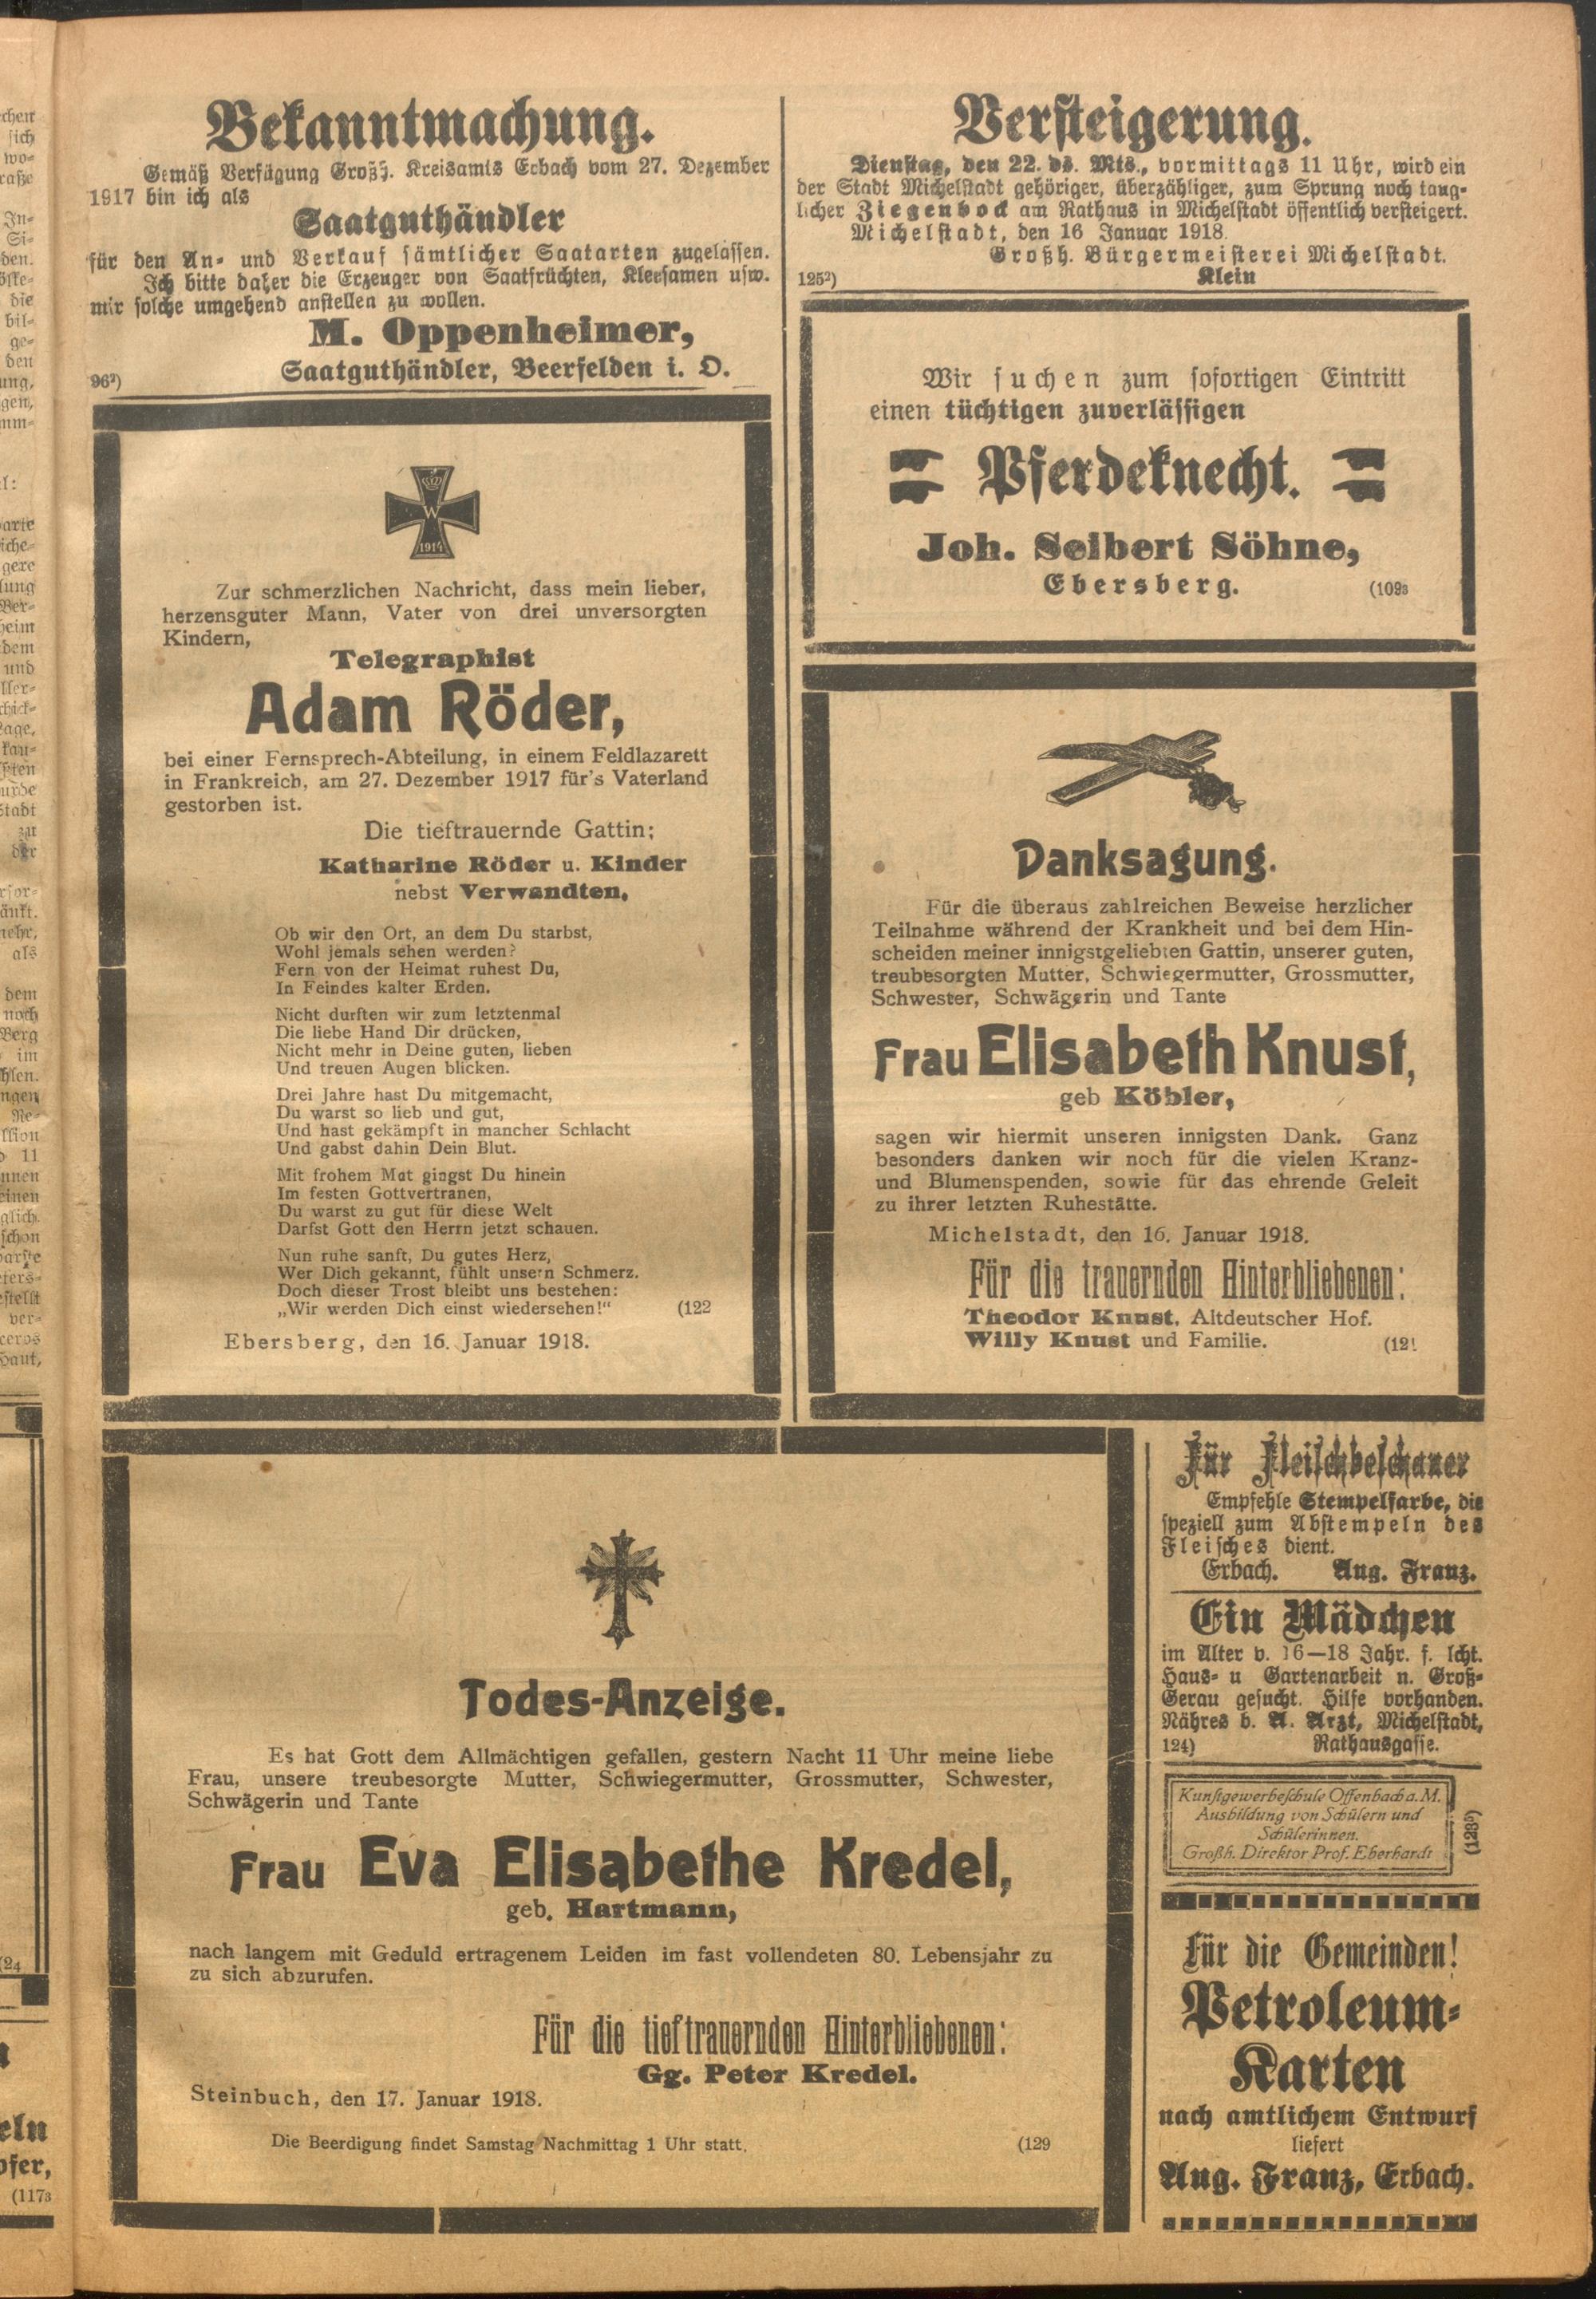 Bekanntmachung.
Gemäß Verfügung Großh. Kreisamts Erbach vom 27. Dezember
1917 bin ich als
Saatguthändler
für den An- und Verkauf sämtlicher Saatarten zugelassen.
Ich bitte daher die Erzeuger von Saatfrüchten, Kleesamen usw.
mir solche umgehend anstellen zu wollen.
M. Oppenheimer,
96²) Saatguthändler, Beerfelden i. O.
Zur schmerzlichen Nachricht, dass mein lieber,
herzensguter Mann, Vater von drei unversorgten
Kindern,
Telegraphist
Adam Röder,
bei einer Fernsprech-Abteilung, in einem Feldlazarett
in Frankreich, am 27. Dezember 1917 für's Vaterland
gestorben ist.
Die tieftrauernde Gattin:
Katharine Röder u. Kinder
nebst Verwandten.
Ob wir den Ort, an dem Du starbst,
Wohl jemals sehen werden?
Fern von der Heimat ruhest Du,
In Feindes kalter Erden.
Nicht durften wir zum letztenmal
Die liebe Hand Dir drücken,
Nicht mehr in Deine guten, lieben
Und treuen Augen blicken.
Drei Jahre hast Du mitgemacht,
Du warst so lieb und gut,
Und hast gekämpft in mancher Schlacht
Und gabst dahin Dein Blut.
Mit frohem Mut gingst Du hinein
Im festen Gottvertranen,
Du warst zu gut für diese Welt
Darfst Gott den Herrn jetzt schauen.
Nun ruhe sanft, Du gutes Herz,
Wer Dich gekannt, fühlt unsern Schmerz.
Doch dieser Trost bleibt uns bestehen:
„Wir werden Dich einst wiedersehen!“ (122
Ebersberg, den 16. Januar 1918.
Versteigerung.
Dienstag, den 22. ds. Mts., vormittags 11 Uhr, wird ein
der Stadt Michelstadt gehöriger, überzähliger, zum Sprung noch taug-
licher Ziegenbock am Rathaus in Michelstadt öffentlich versteigert.
Michelstadt, den 16 Januar 1918.
Großh. Bürgermeisterei Michelstadt.
125²) Klein
Wir suchen zum sofortigen Eintritt
einen tüchtigen zuverlässigen
Pferdeknecht.
Joh. Seibert Söhne,
Ebersberg. (109₃
Danksagung.
Für die überaus zahlreichen Beweise herzlicher
Teilnahme während der Krankheit und bei dem Hin-
scheiden meiner innigstgeliebten Gattin, unserer guten,
treubesorgten Mutter, Schwiegermutter, Grossmutter,
Schwester, Schwägerin und Tante
Frau Elisabeth Knust,
geb Köbler,
sagen wir hiermit unseren innigsten Dank. Ganz
besonders danken wir noch für die vielen Kranz-
und Blumenspenden, sowie für das ehrende Geleit
zu ihrer letzten Ruhestätte.
Michelstadt, den 16. Januar 1918.
Für die trauernden Hinterbliebenen:
Theodor Knust, Altdeutscher Hof.
Willy Knust und Familie.
Todes-Anzeige.
Es hat Gott dem Allmächtigen gefallen, gestern Nacht 11 Uhr meine liebe
Frau, unsere treubesorgte Mutter, Schwiegermutter, Grossmutter, Schwester,
Schwägerin und Tante
Frau Eva Elisabethe Kredel,
geb. Hartmann,
nach langem mit Geduld ertragenem Leiden im fast vollendeten 80. Lebensjahr zu
zu sich abzurufen.
Für die tieftrauernden Hinterbliebenen:
Gg. Peter Kredel.
Steinbuch, den 17. Januar 1918.
Die Beerdigung findet Samstag Nachmittag 1 Uhr statt. (129
Für Fleischbeschauer
Empfehle Stempelfarbe, die
speziell zum Abstempeln des
Fleisches dient.
Erbach. Aug. Franz.
Ein Mädchen
im Alter v. 16—18 Jahr. f. lcht.
Haus- u Gartenarbeit n. Groß-
Gerau gesucht. Hilfe vorhanden.
Nähres b. A. Arzt, Michelstadt,
124) Rathausgasse.
Kunstgewerbeschule Offenbach a. M.
Ausbildung von Schülern und
Schülerinnen.
Großh. Direktor Prof. Eberhardt
Für die Gemeinden!
Petroleum-
Karten
nach amtlichem Entwurf
liefert
Aug. Franz, Erbach.